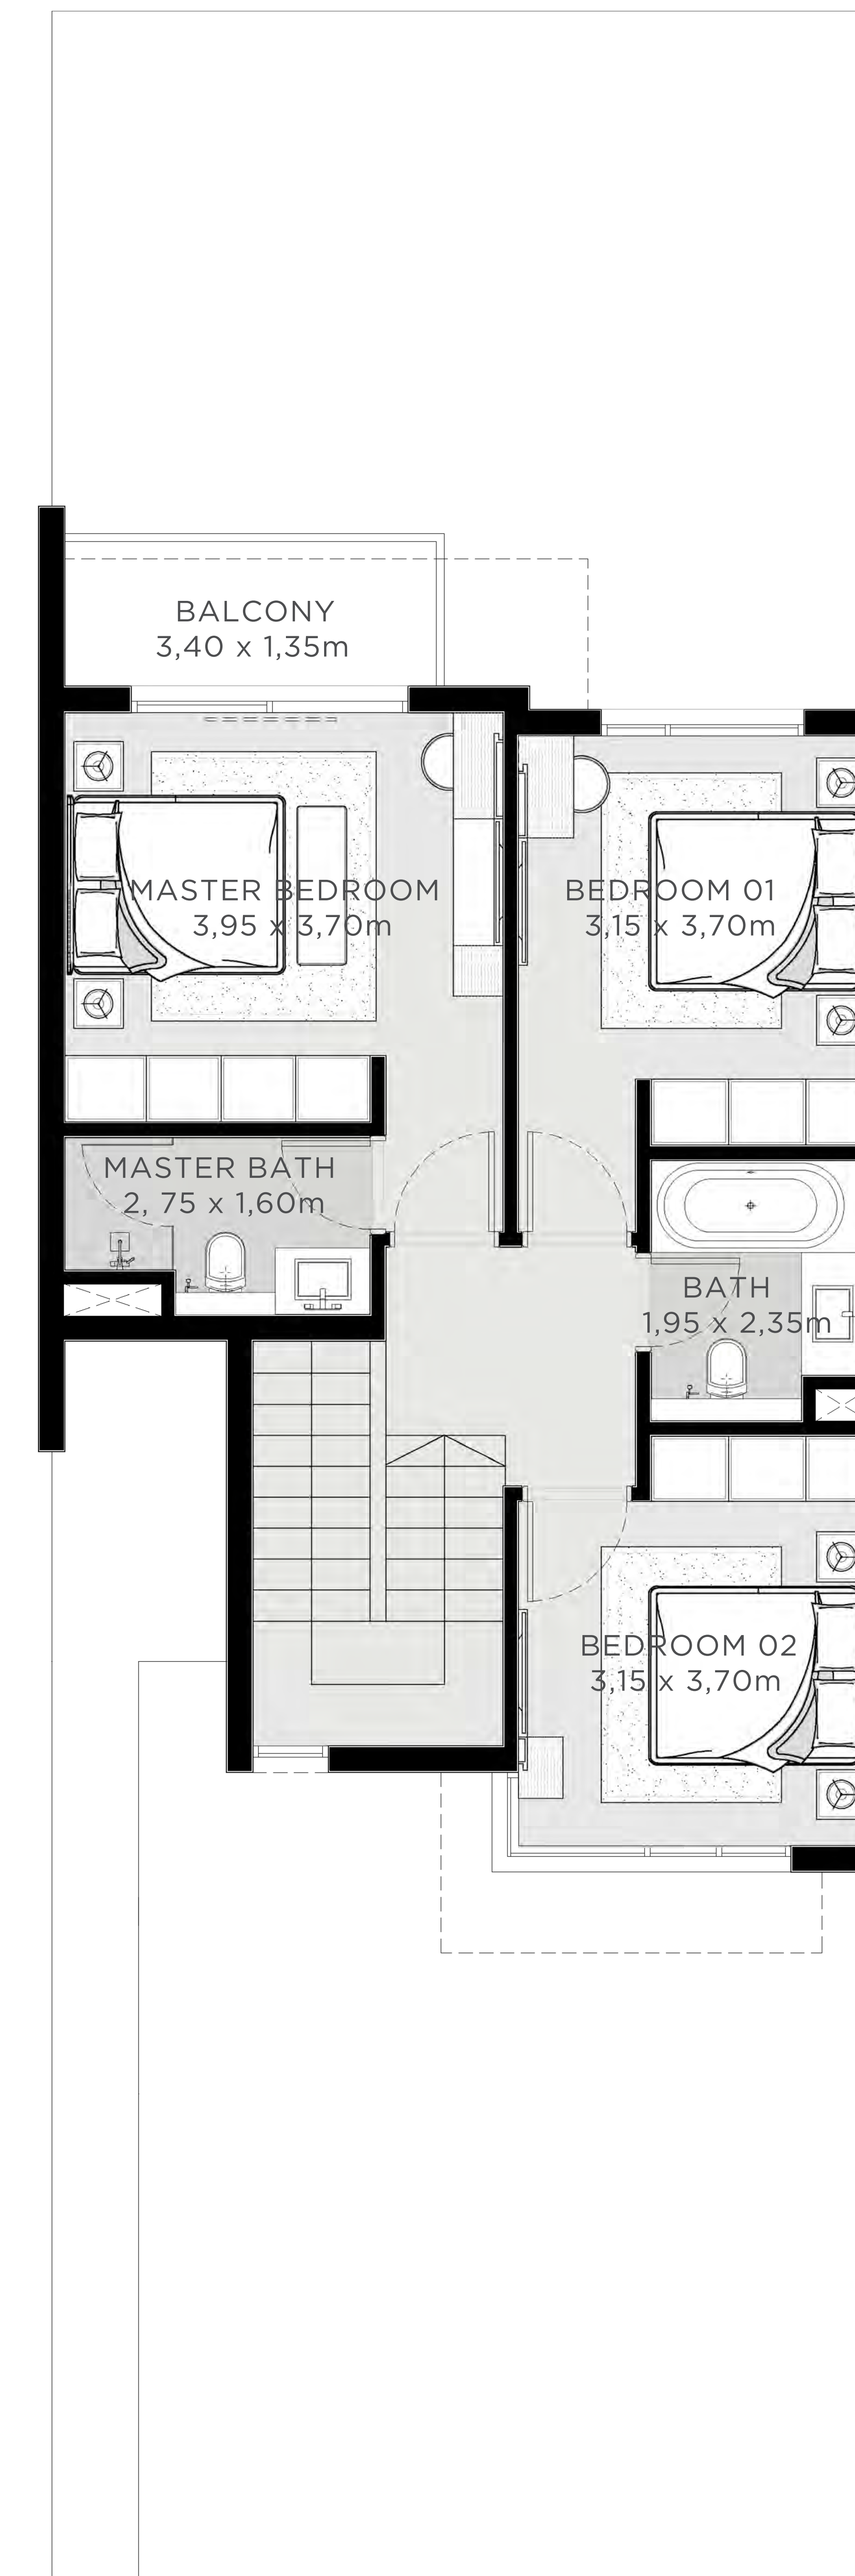 BALCONY
3,40 x 1,35m
MASTER BEDROOM
3,95 x 3,70m
BEDROOM 01
3,15 x 3,70m
MASTER BATH
2, 75 x 1,60m
BATH
1,95 x 2,35m
BEDROOM 02
3,15 x 3,70m